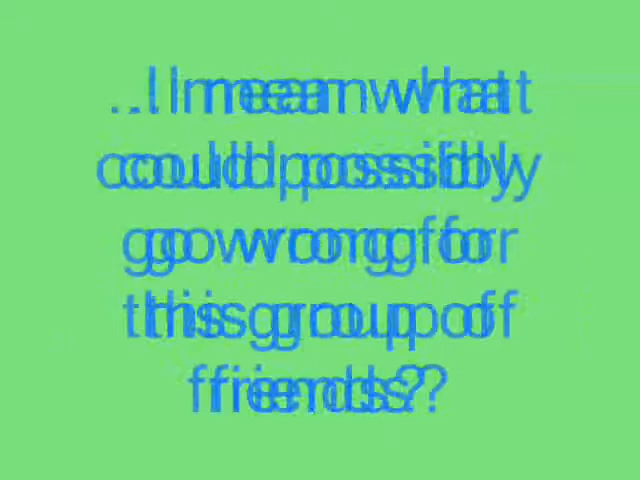 ...I mean what
could possibly
go wrong for
this group of
friends?